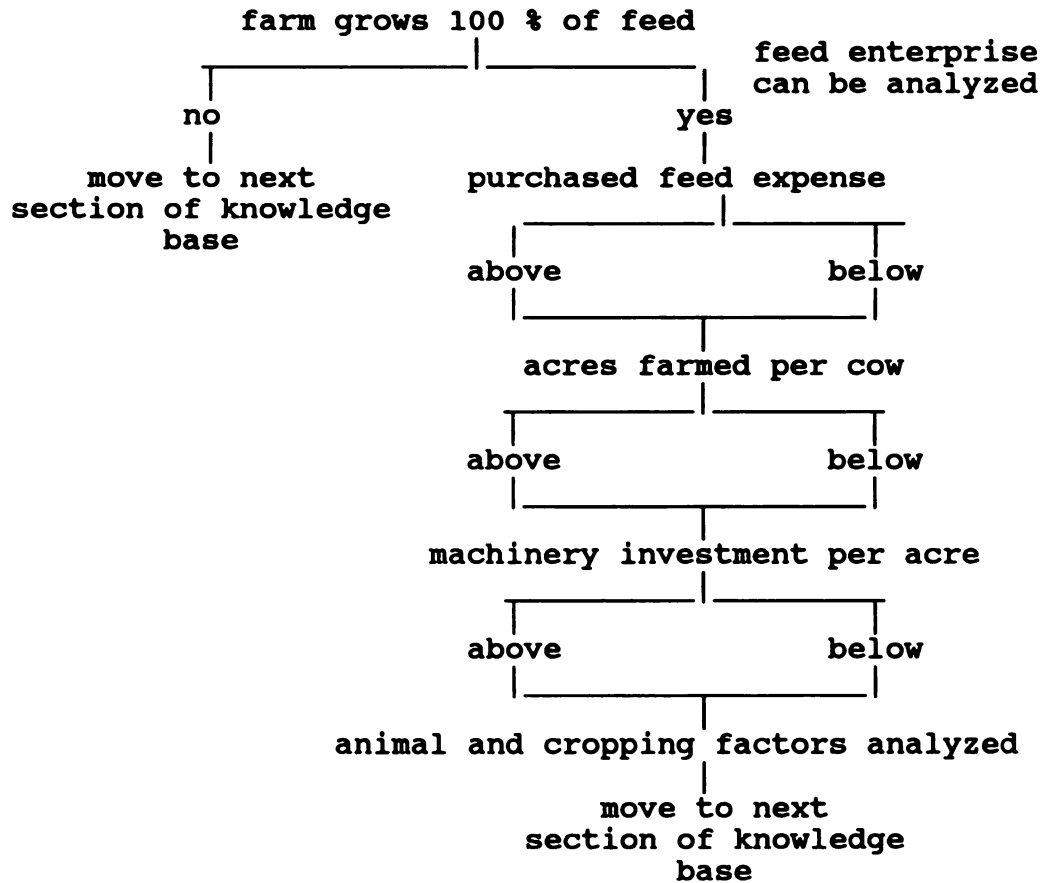 farm grows 100 % of feed
feed enterprise
can be analyzed
no
yes
move to next
section of knowledge
base
purchased feed expense
above
below
acres farmed per cow
above
below
machinery investment per acre
above
below
animal and cropping factors analyzed
move to next
section of knowledge
base